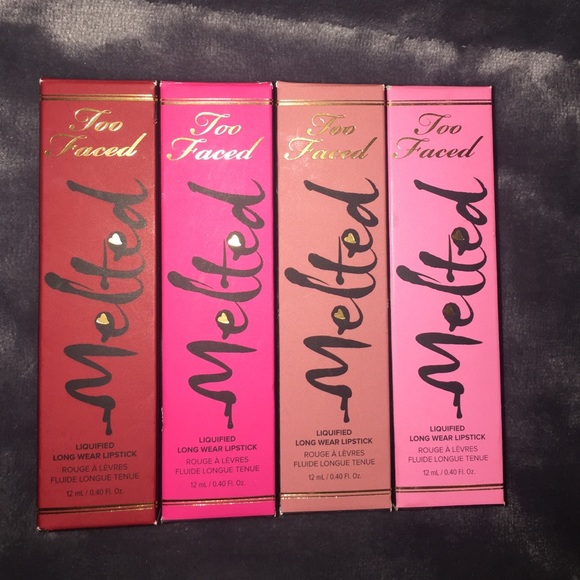 Too
Faced
Melted
LIQUIFIED
LONG WEAR LIPSTICK
ROUGE À LÈVRES
FLUIDE LONGUE TENUE
12 mL / 0.40 Fl. Oz.
Too
Faced
Melted
LIQUIFIED
LONG WEAR LIPSTICK
ROUGE À LÈVRES
FLUIDE LONGUE TENUE
12 mL / 0.40 Fl. Oz.
Too
Faced
Melted
LIQUIFIED
LONG WEAR LIPSTICK
ROUGE À LÈVRES
FLUIDE LONGUE TENUE
12 mL / 0.40 Fl. Oz.
Too
Faced
Melted
LIQUIFIED
LONG WEAR LIPSTICK
ROUGE À LÈVRES
FLUIDE LONGUE TENUE
12 mL / 0.40 Fl. Oz.